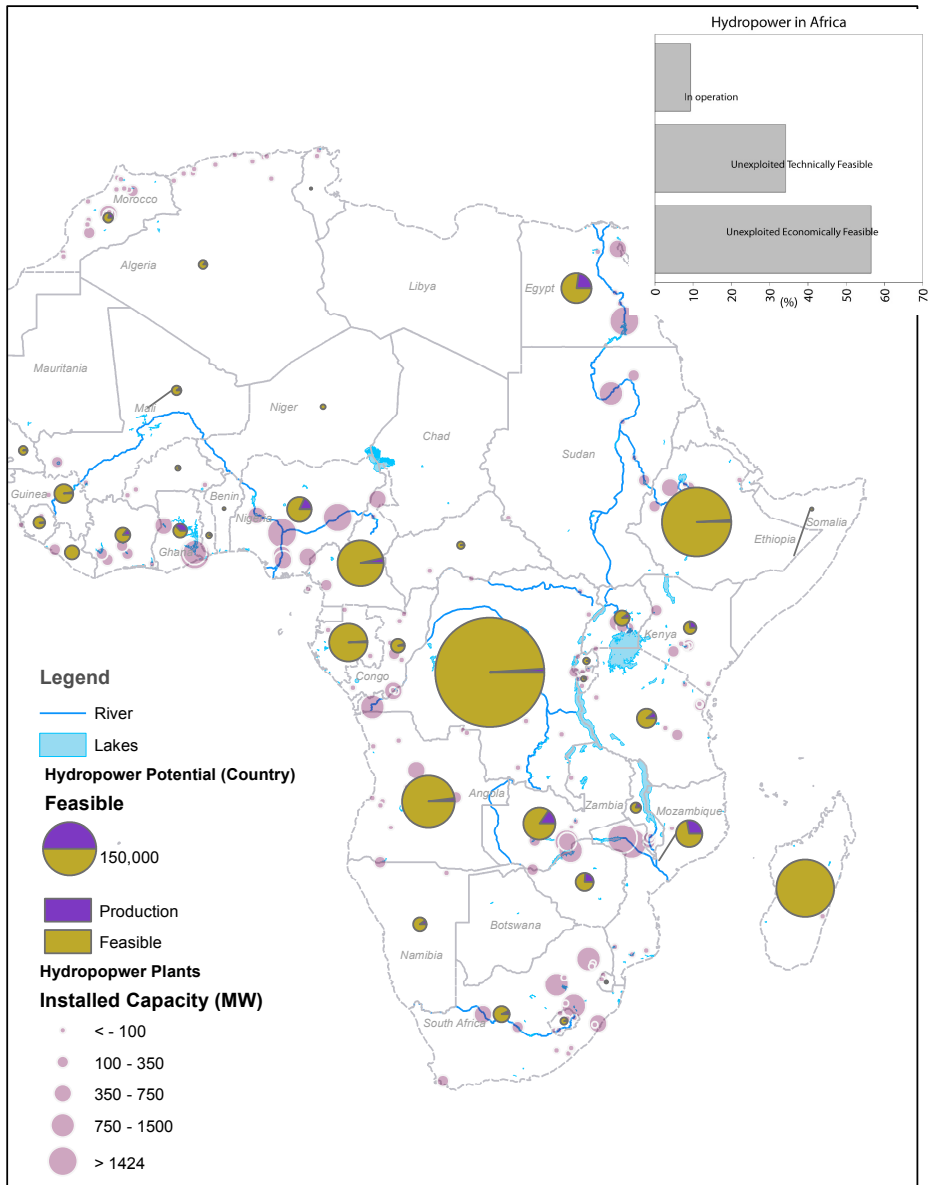 Hydropower in Africa
In operation
Unexploited Technically Feasible
Unexploited Economically Feasible
0
10
20
30
40
50
60
70
(%)
Morocco
Algeria
Libya
Egypt
Mauritania
Mali
Niger
Chad
Sudan
Guinea
Benin
Nigeria
Ghana
Ethiopia
Somalia
Kenya
Congo
Angola
Zambia
Mozambique
Botswana
Namibia
South Africa
Legend
River
Lakes
Hydropower Potential (Country)
Feasible
150,000
Production
Feasible
Hydropopwer Plants
Installed Capacity (MW)
< - 100
100 - 350
350 - 750
750 - 1500
> 1424